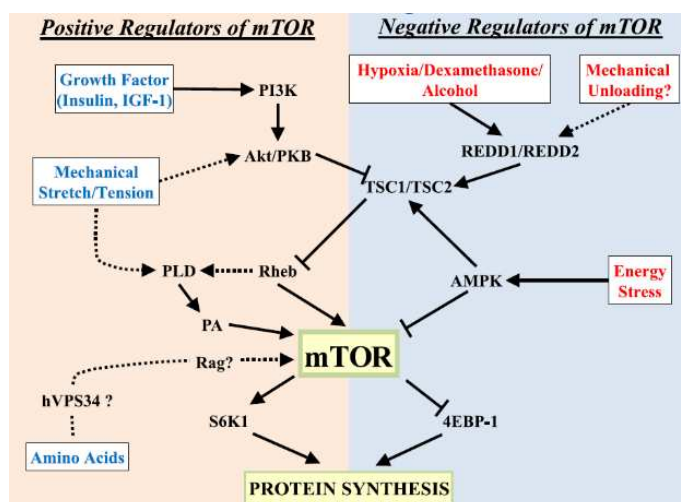 Positive Regulators of mTOR
Negative Regulators of mTOR
Growth Factor
(Insulin, IGF-1)
PI3K
Hypoxia/Dexamethasone/
Alcohol
Mechanical
Unloading?
Akt/PKB
REDD1/REDD2
Mechanical
Stretch/Tension
TSC1/TSC2
PLD
Rheb
AMPK
Energy
Stress
PA
mTOR
Rag?
hVPS34 ?
S6K1
4EBP-1
Amino Acids
PROTEIN SYNTHESIS